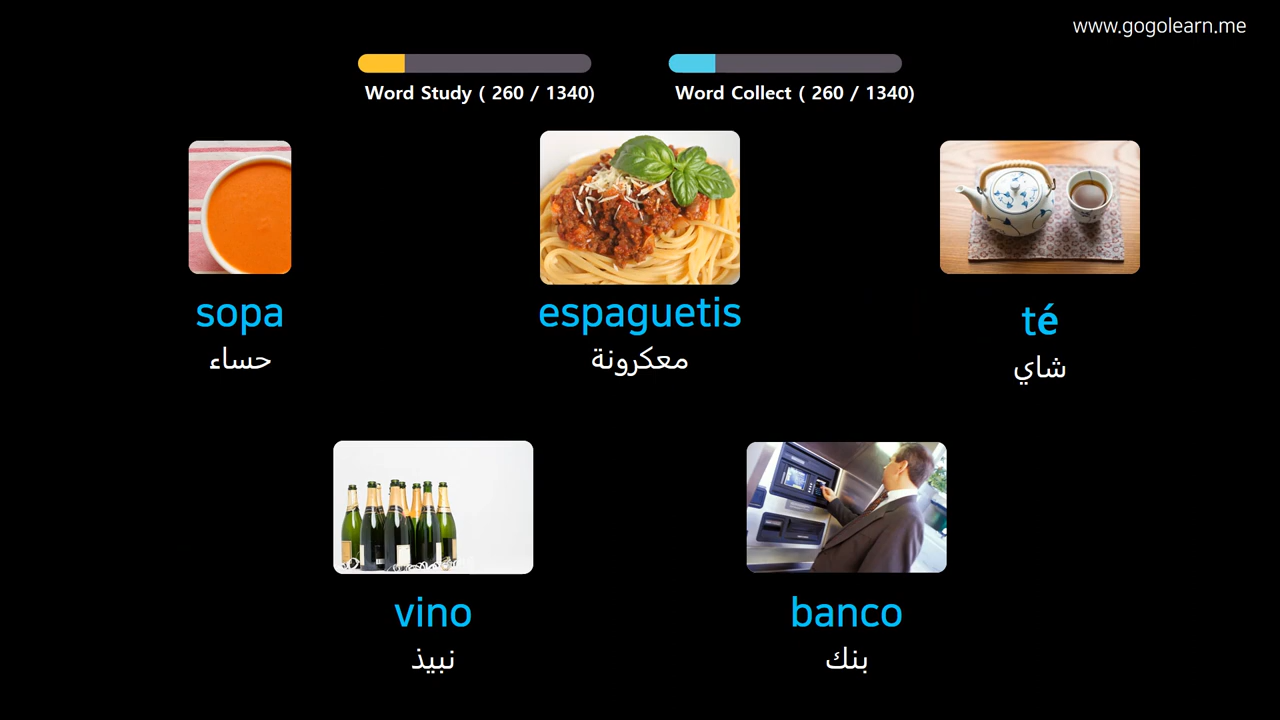 www.gogolearn.me
Word Study ( 260 / 1340)
Word Collect ( 260 / 1340)
sopa
حساء
espaguetis
معكرونة
té
شاي
vino
نبيذ
banco
بنك